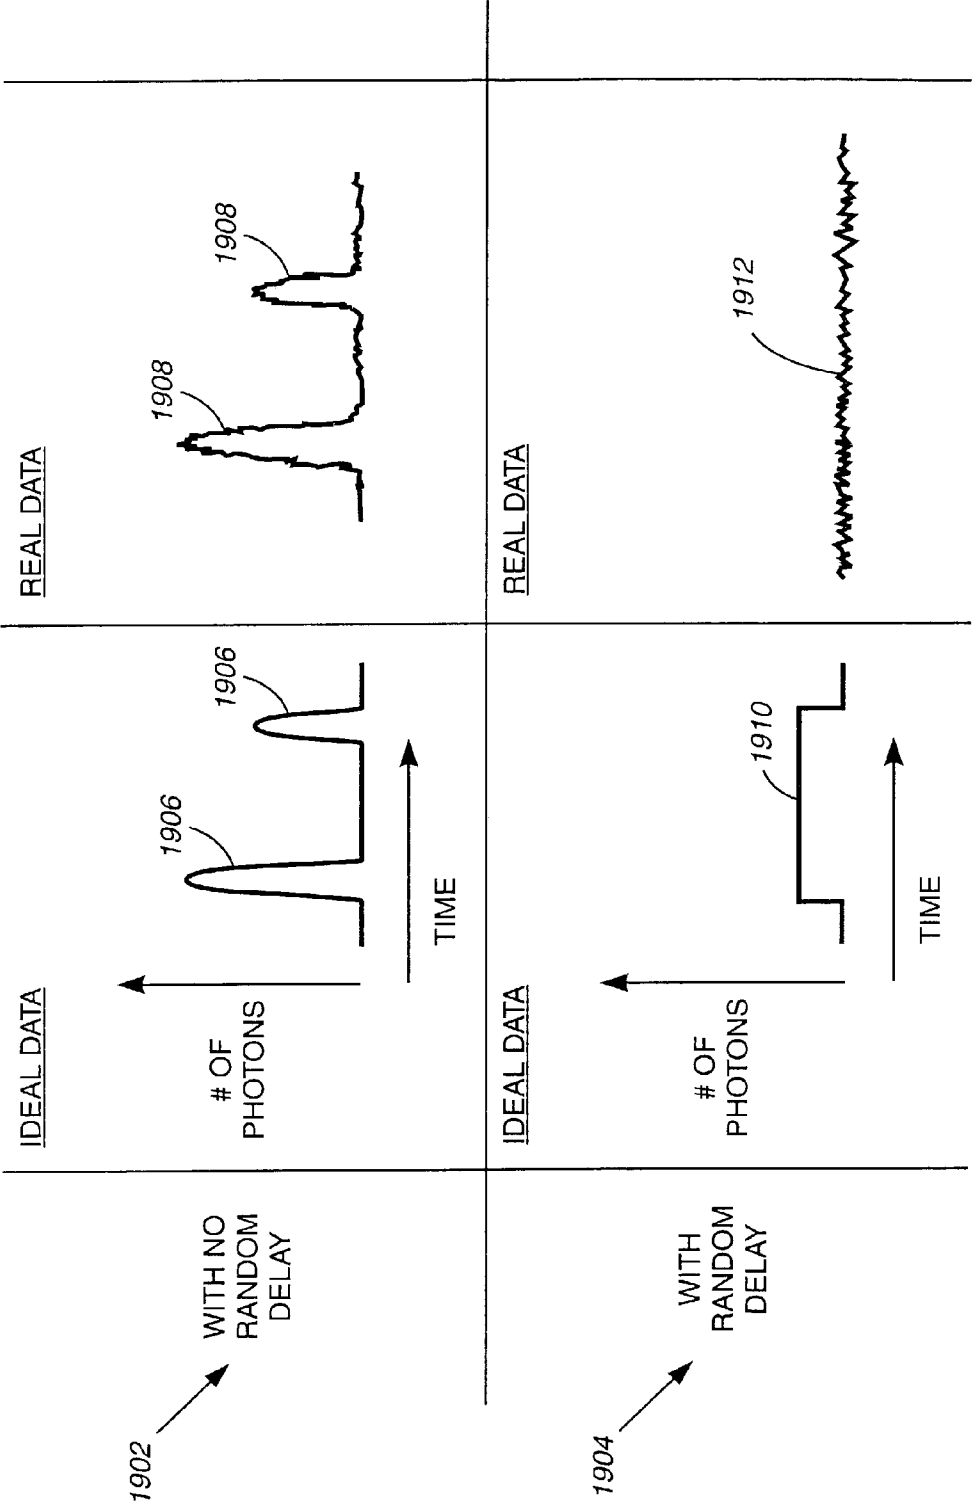 1902
WITH NO
RANDOM
DELAY
IDEAL DATA
# OF
PHOTONS
1906
1906
TIME
REAL DATA
1908
1908
1904
WITH
RANDOM
DELAY
IDEAL DATA
# OF
PHOTONS
1910
TIME
REAL DATA
1912